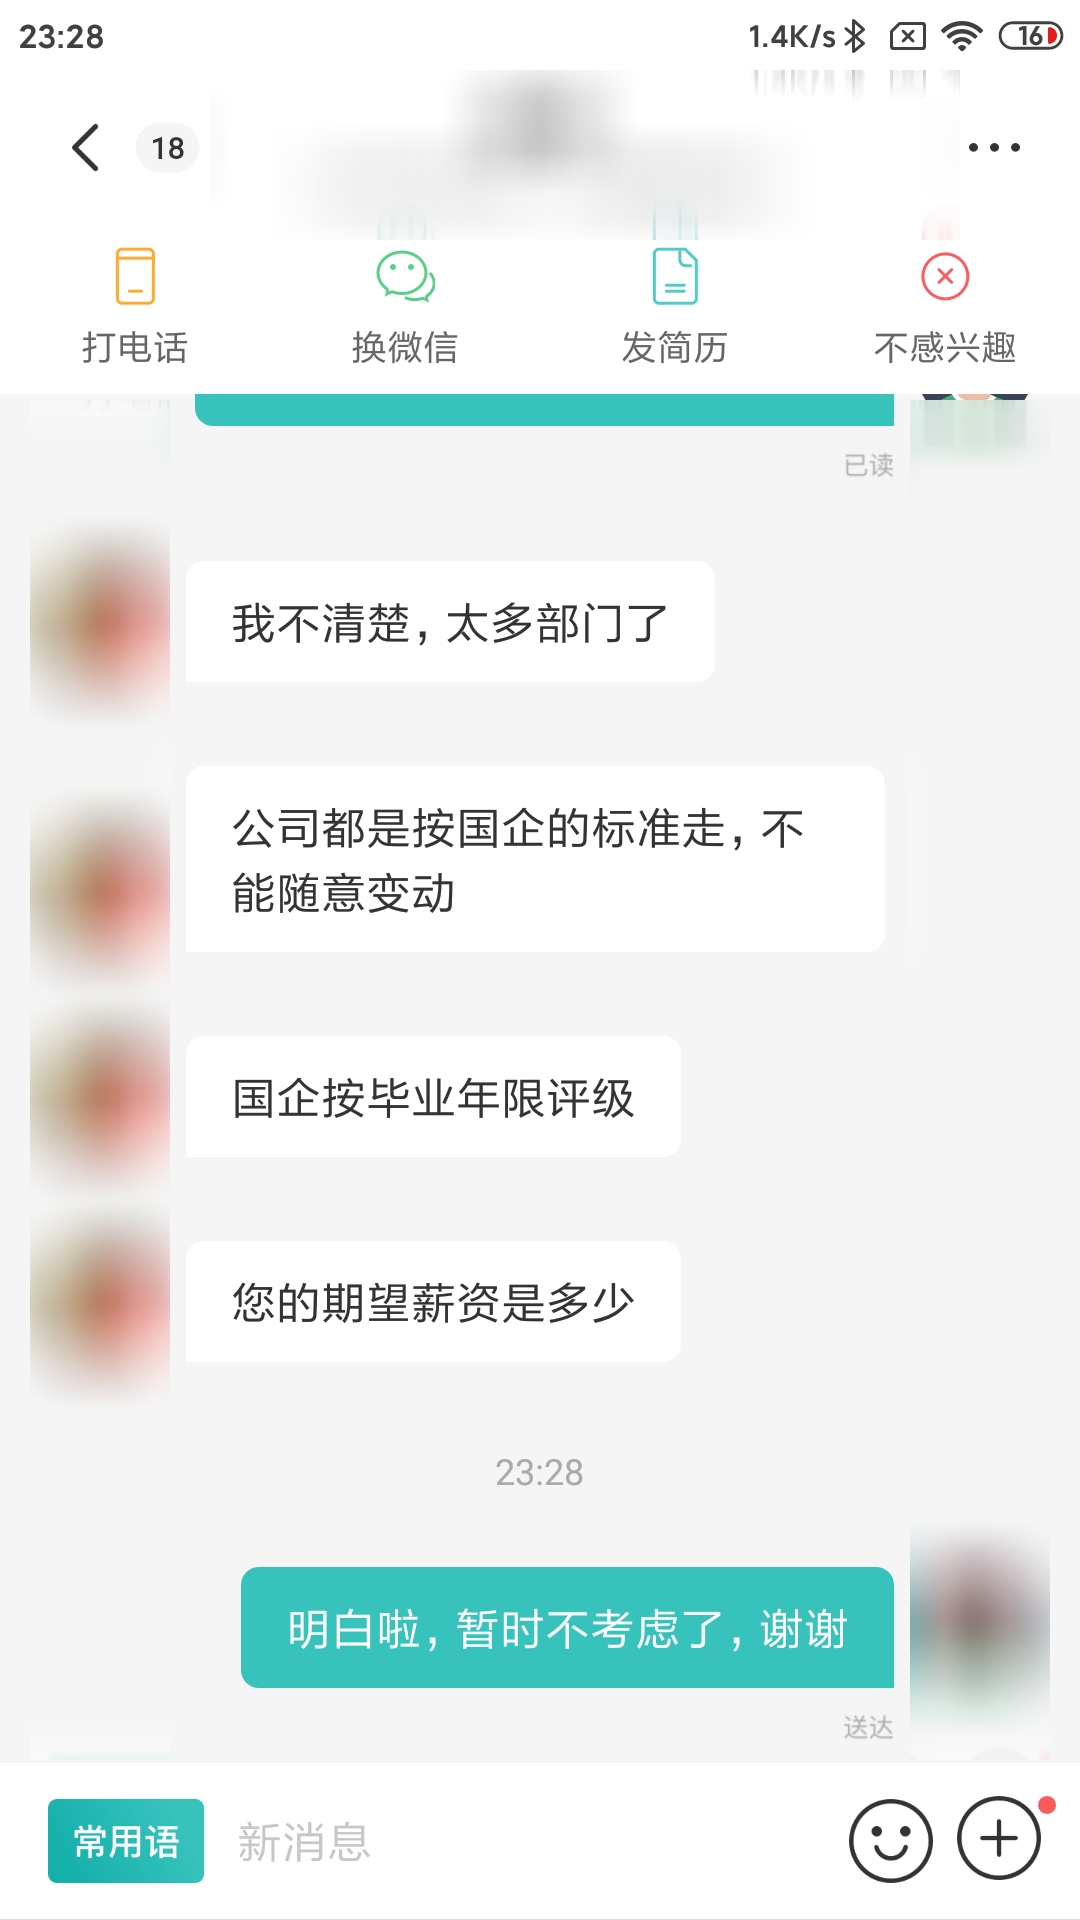 23:28
1.4K/s
16
18
打电话
换微信
发简历
不感兴趣
已读
我不清楚，太多部门了
公司都是按国企的标准走，不
能随意变动
国企按毕业年限评级
您的期望薪资是多少
23:28
明白啦，暂时不考虑了，谢谢
送达
常用语
新消息